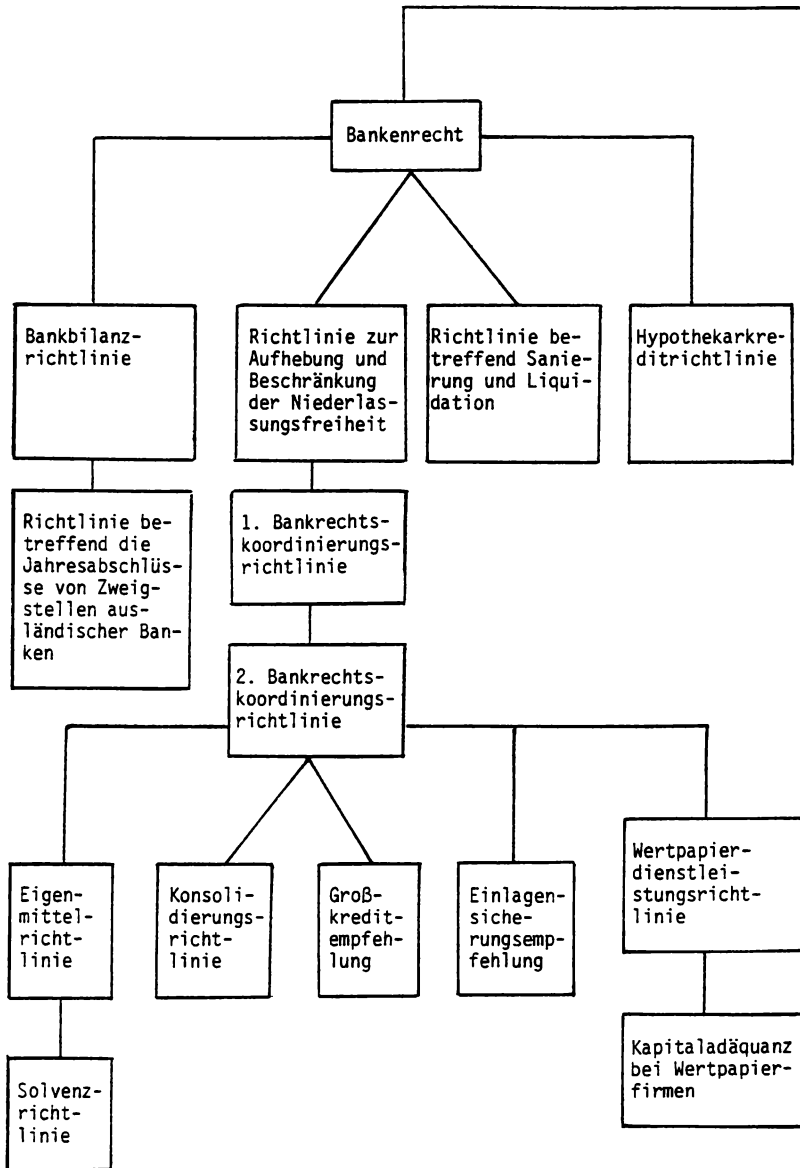 Bankenrecht
Bankbilanz-
richtlinie
Richtlinie zur
Aufhebung und
Beschränkung
der Niederlas-
sungsfreiheit
Richtlinie be-
treffend Sanie-
rung und Liqui-
dation
Hypothekarkre-
ditrichtlinie
Richtlinie be-
treffend die
Jahresabschlüs-
se von Zweig-
stellen aus-
ländischer Ban-
ken
1. Bankrechts-
koordinierungs-
richtlinie
2. Bankrechts-
koordinierungs-
richtlinie
Eigen-
mittel-
richt-
linie
Konsoli-
dierungs-
richt-
linie
Groß-
kredit-
empfeh-
lung
Einlagen-
siche-
rungsemp-
fehlung
Wertpapier-
dienstlei-
stungsricht-
linie
Solvenz-
richt-
linie
Kapitaladäquanz
bei Wertpapier-
firmen